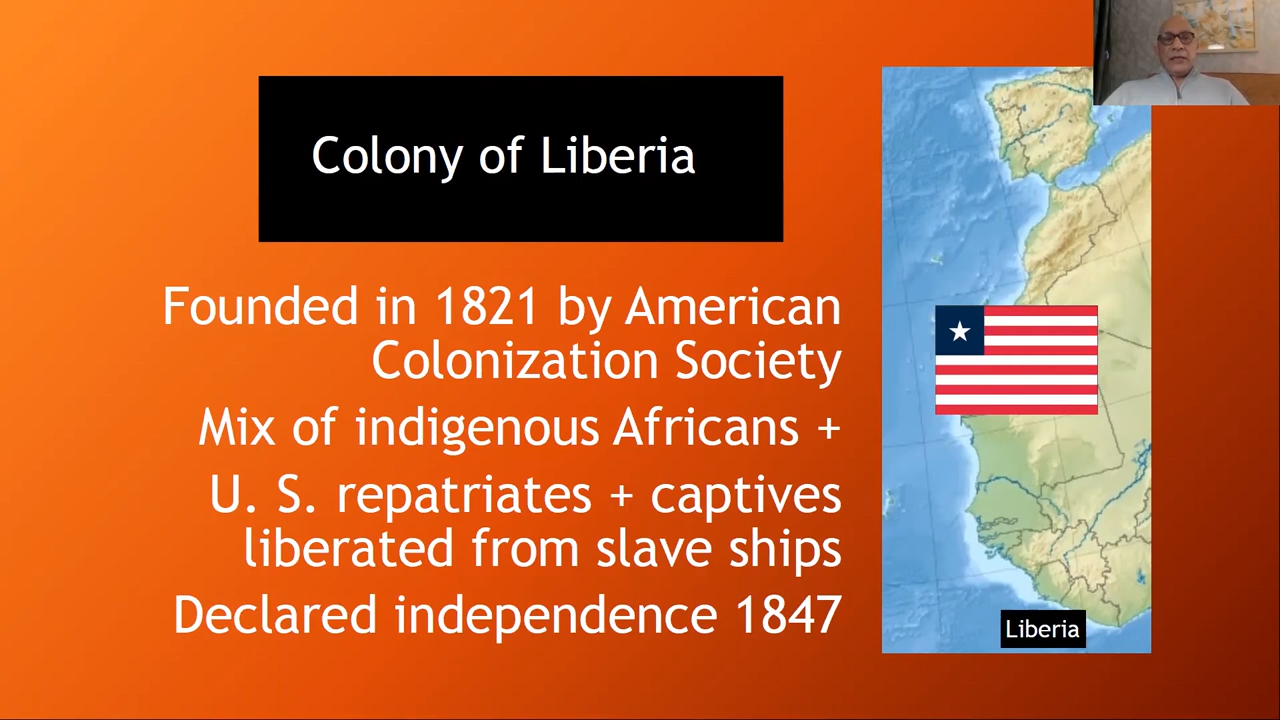 Colony of Liberia
Founded in 1821 by American
Colonization Society
Mix of indigenous Africans +
U. S. repatriates + captives
liberated from slave ships
Declared independence 1847
Liberia